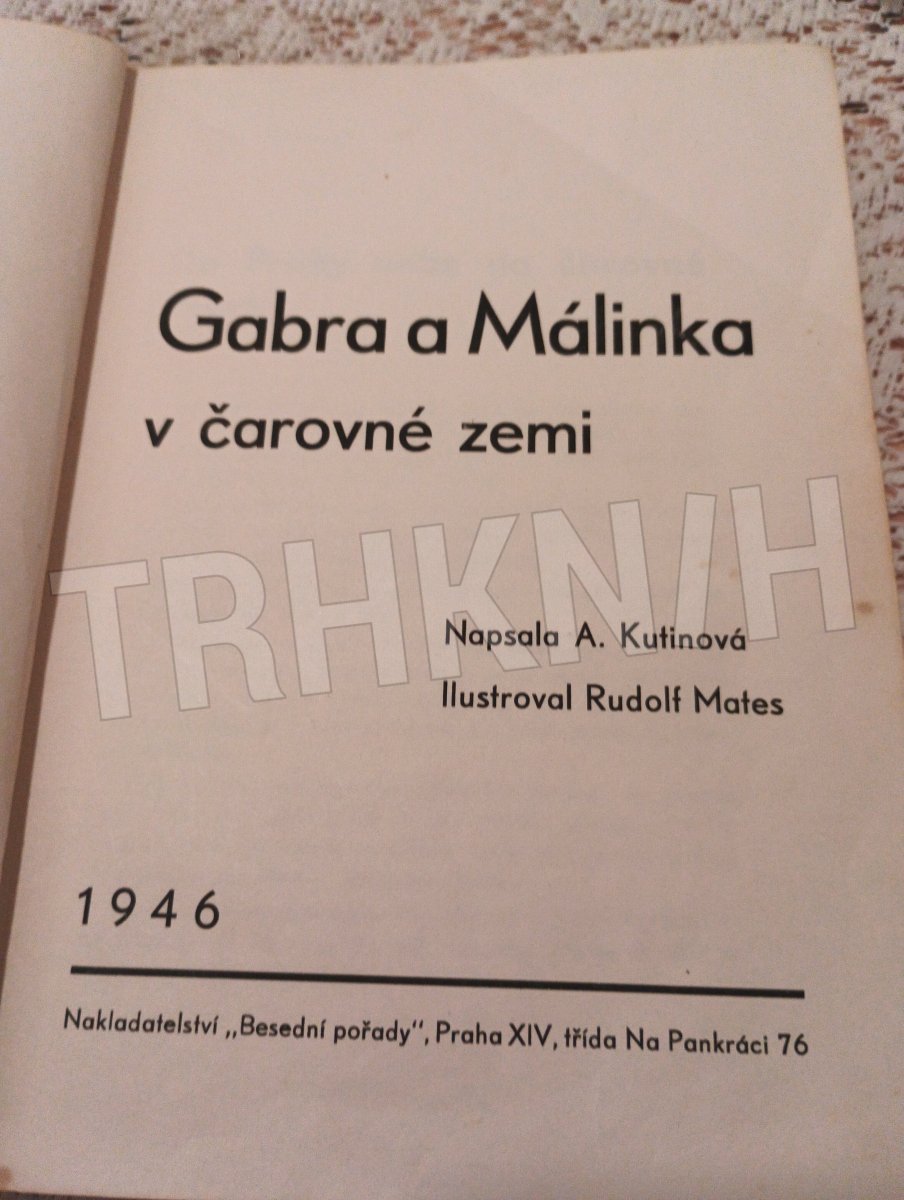 Gabra a Málinka
v čarovné zemi
TRHKNIH
Napsala A. Kutinová
Ilustroval Rudolf Mates
1946
Nakladatelství „Besední pořady“, Praha XIV, třída Na Pankráci 76